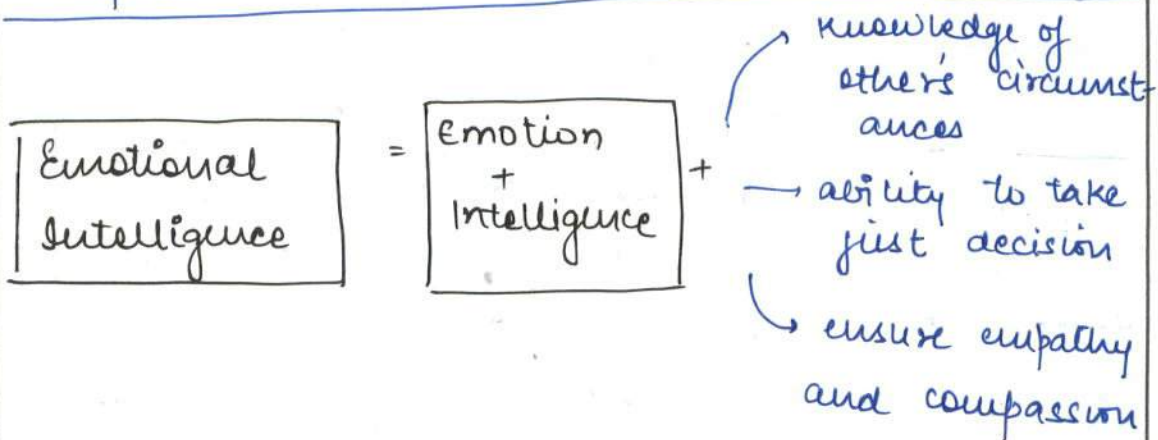 Emotional
Intelligence
=
Emotion
+
Intelligence
+
knowledge of
other's circumst-
ances
→ ability to take
just decision
ensure empathy
and compassion